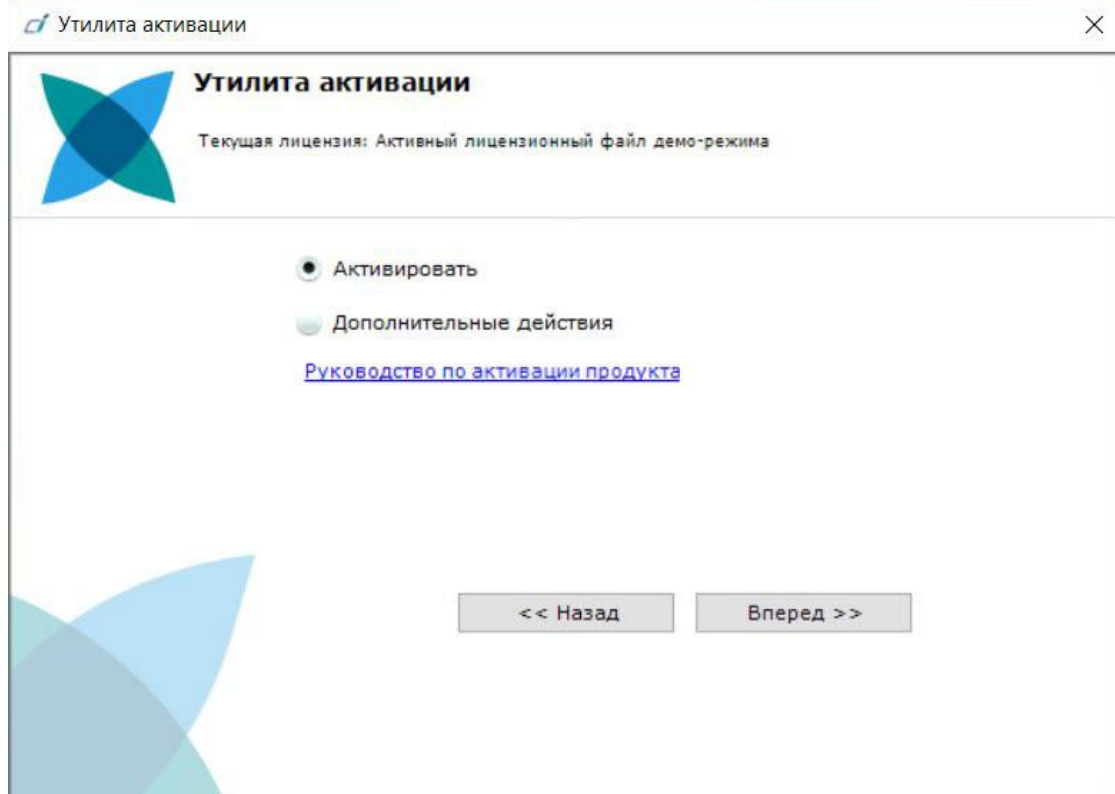 Утилита активации
Утилита активации
Текущая лицензия: Активный лицензионный файл демо-режима
Активировать
Дополнительные действия
Руководство по активации продукта
<< Назад
Вперед >>